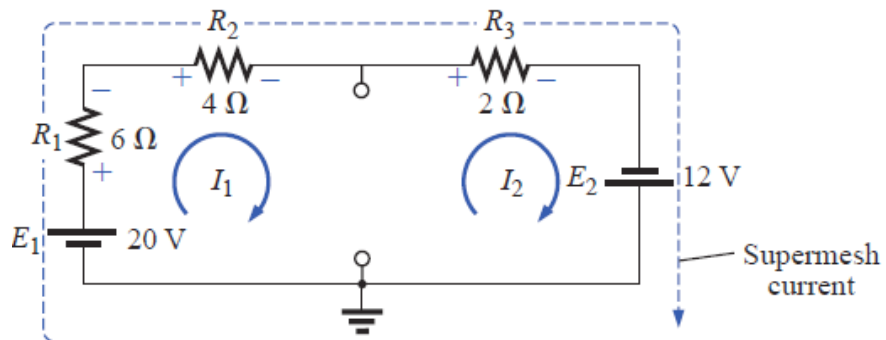 R2 R3
+ − + −
4 Ω 2 Ω
−
R1 6 Ω
+
I1 I2 E2 12 V
E1 20 V
Supermesh
current